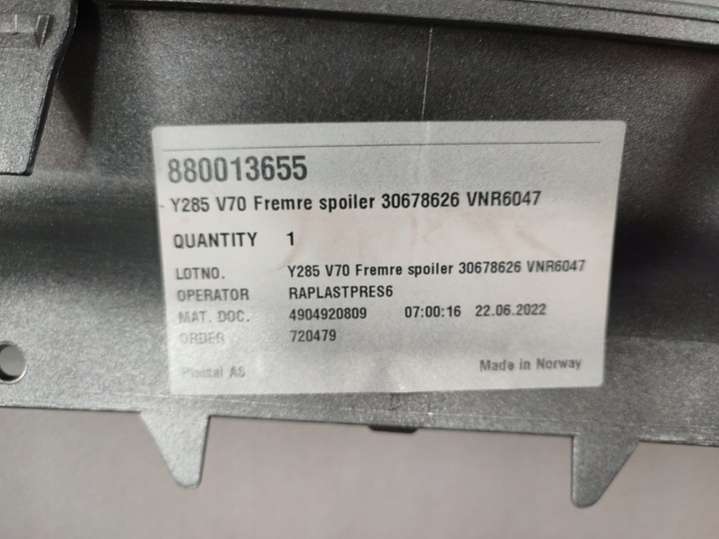 880013655
Y285 V70 Fremre spoiler 30678626 VNR6047
QUANTITY 1
LOTNO. Y285 V70 Fremre spoiler 30678626 VNR6047
OPERATOR RAPLASTPRES6
MAT. DOC. 4904920809 07:00:16 22.06.2022
ORDER 720479
Plastal AS Made in Norway